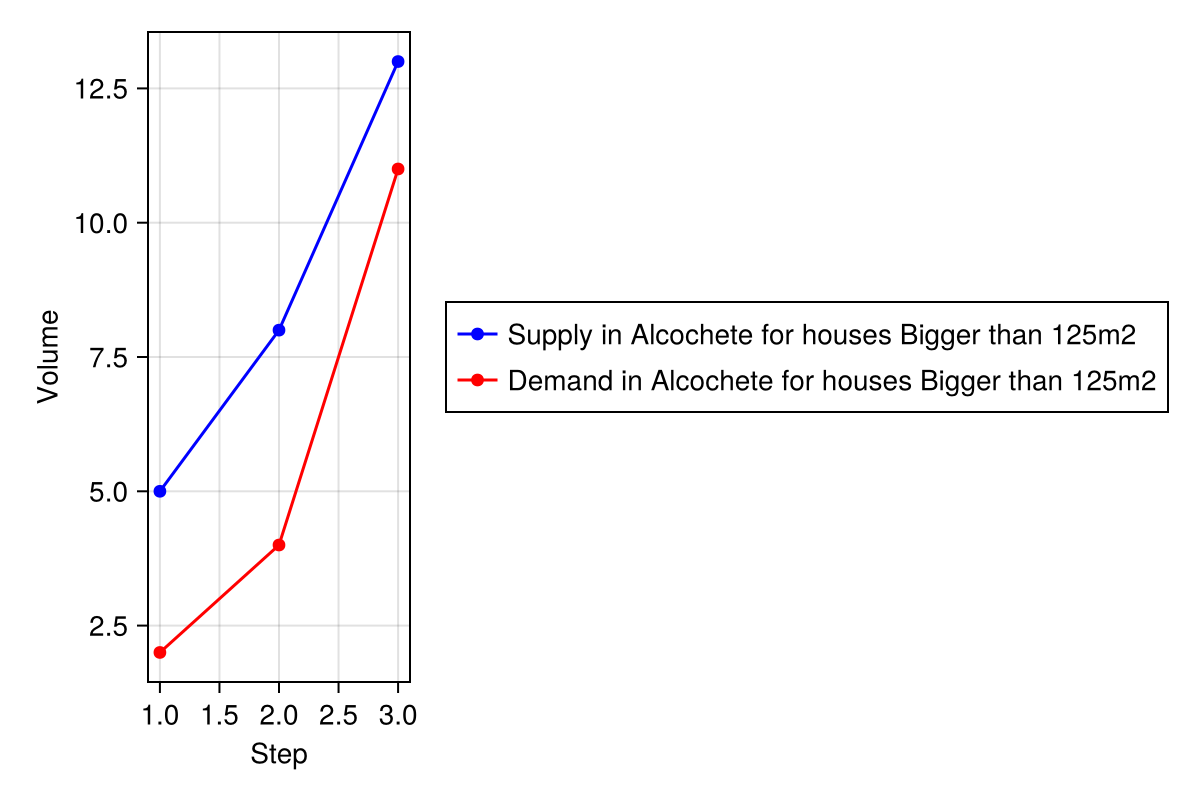 Volume
12.5
10.0
7.5
5.0
2.5
1.0 1.5 2.0 2.5 3.0
Step
Supply in Alcochete for houses Bigger than 125m2
Demand in Alcochete for houses Bigger than 125m2